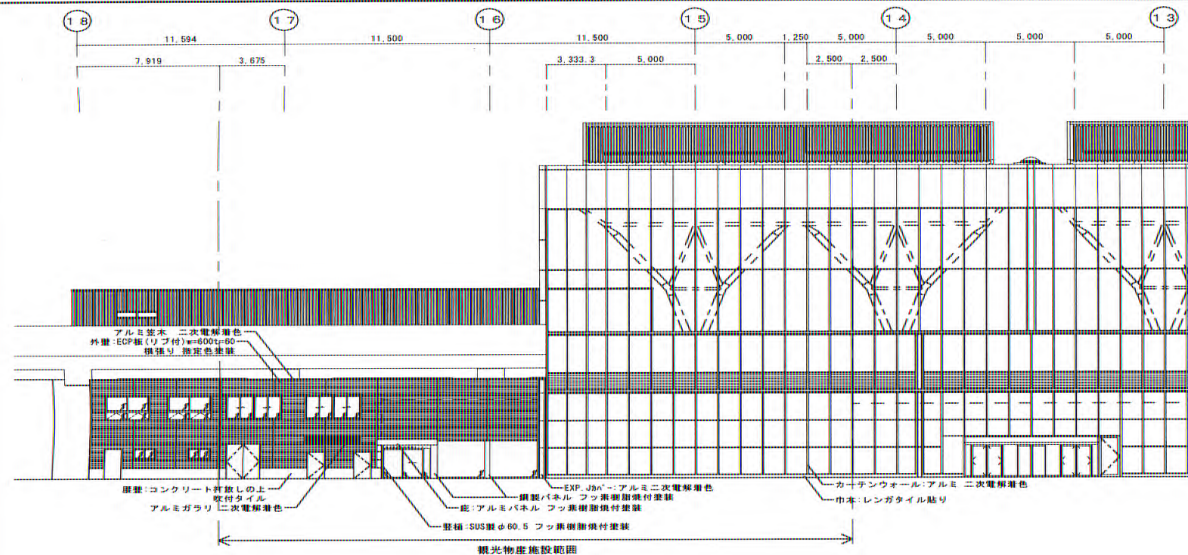 18 17 16 15 14 13
11,594 11,500 11,500 5,000 1,250 5,000 5,000 5,000 5,000
7,919 3,675 3,333.3 5,000 2,500 2,500
アルミ笠木 二次電解着色
外壁:ECP板(リブ付)w=600t=60
横張り 指定色塗装
腰壁:コンクリート打放しの上
吹付タイル
アルミガラリ 二次電解着色
EXP.Jがﾊﾞｰ:アルミ二次電解着色
鋼製パネル フッ素樹脂焼付塗装
庇:アルミパネル フッ素樹脂焼付塗装
竪樋:SUS製φ60.5 フッ素樹脂焼付塗装
カーテンウォール:アルミ 二次電解着色
巾木:レンガタイル貼り
観光物産施設範囲